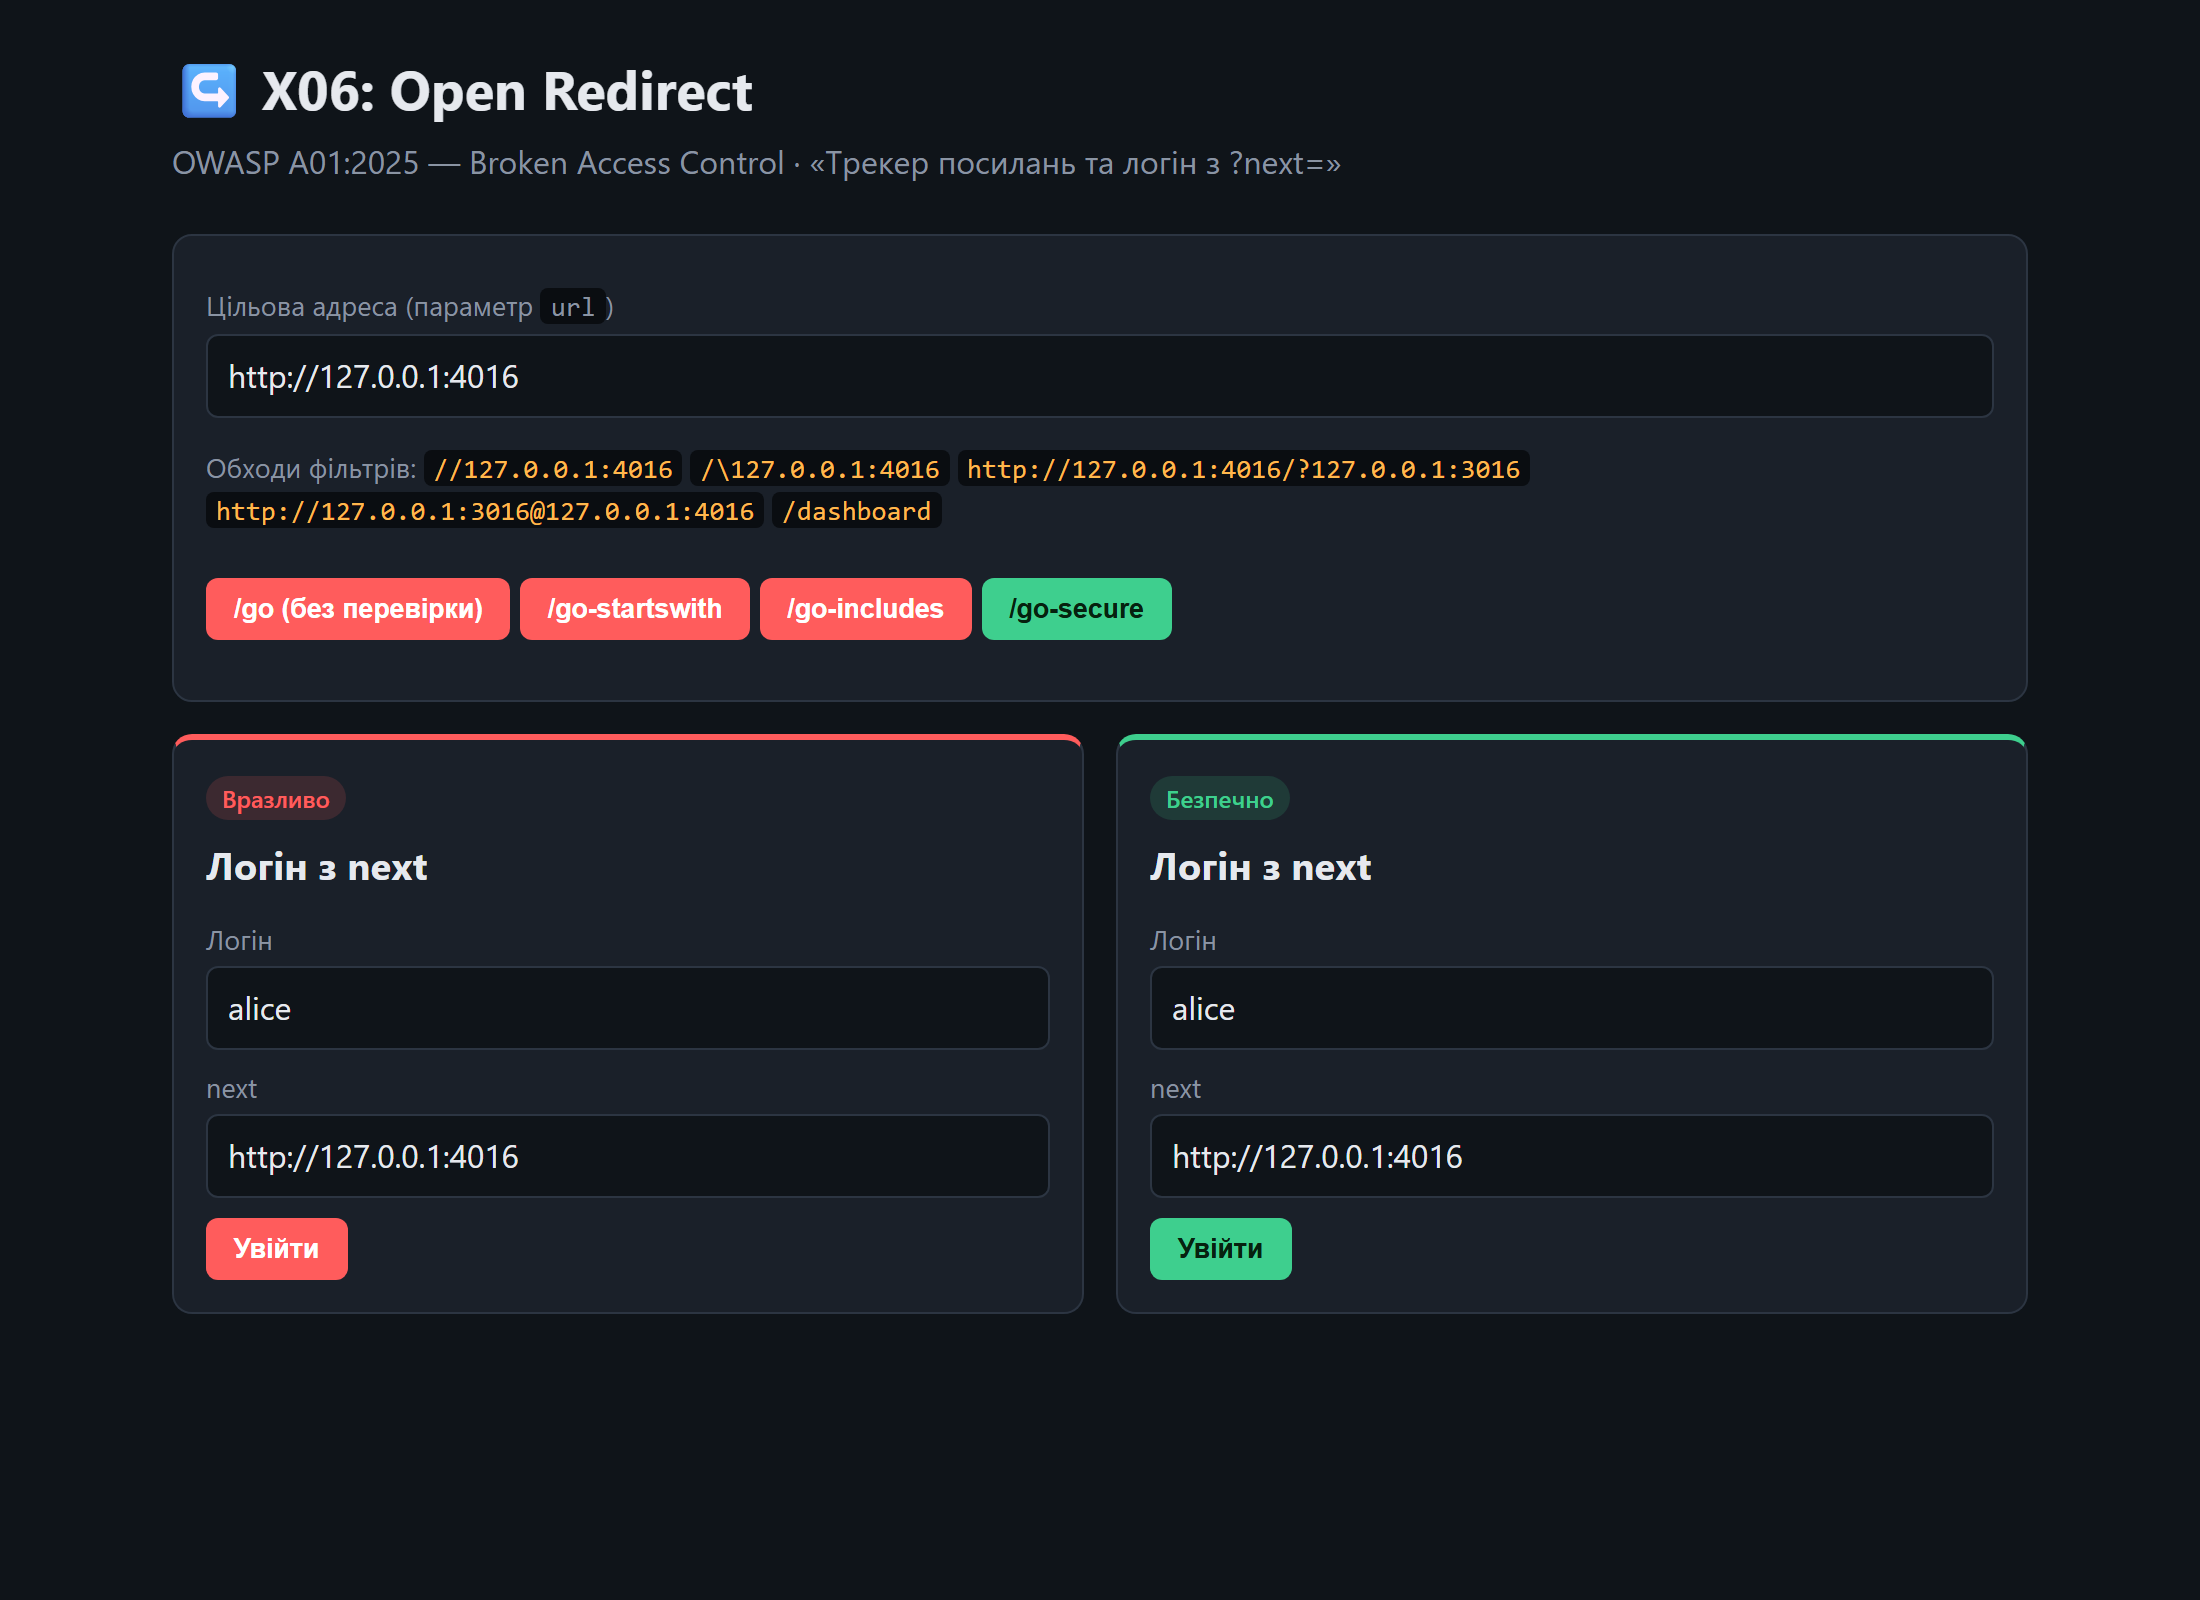 X06: Open Redirect
OWASP A01:2025 — Broken Access Control · «Трекер посилань та логін з ?next=»
Цільова адреса (параметр url)
http://127.0.0.1:4016
Обходи фільтрів: //127.0.0.1:4016 /\127.0.0.1:4016 http://127.0.0.1:4016/?127.0.0.1:3016
http://127.0.0.1:3016@127.0.0.1:4016 /dashboard
/go (без перевірки) /go-startswith /go-includes /go-secure
Вразливо
Логін з next
Логін
alice
next
http://127.0.0.1:4016
Увійти
Безпечно
Логін з next
Логін
alice
next
http://127.0.0.1:4016
Увійти